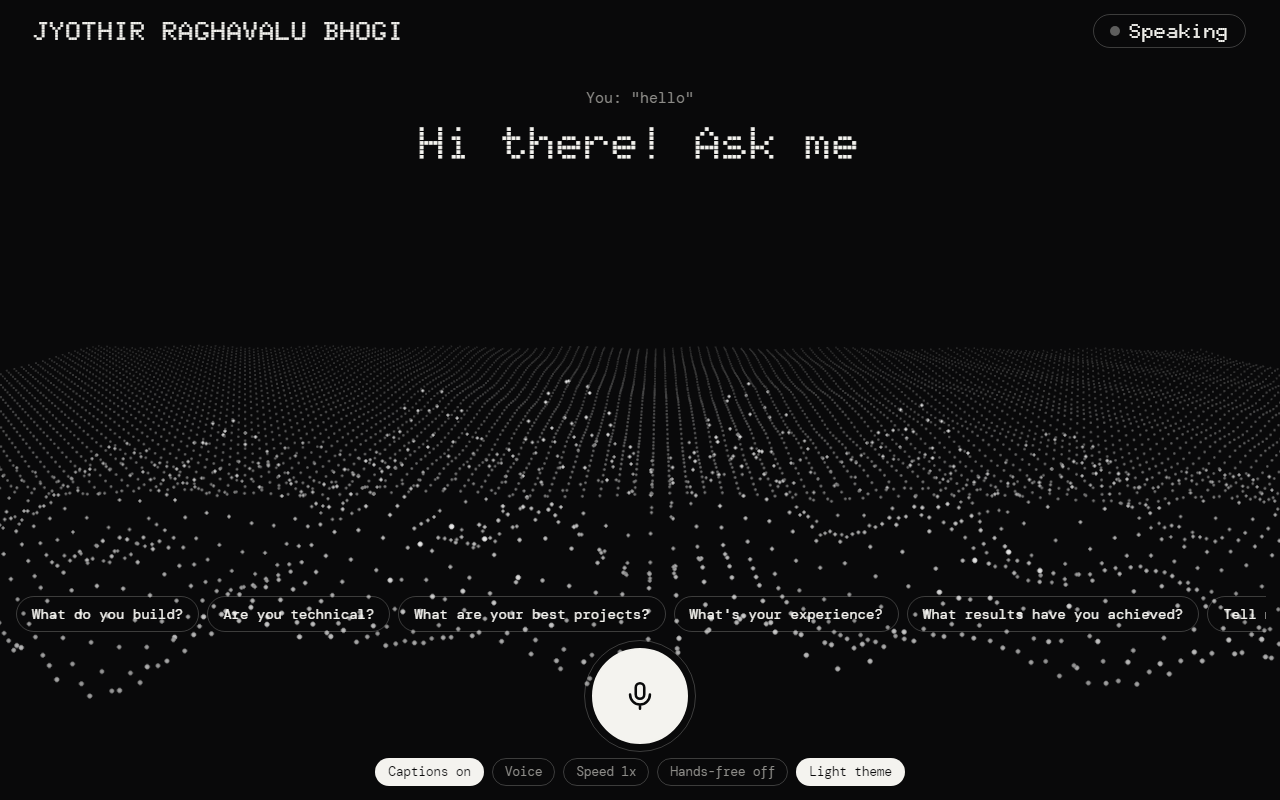 JYOTHIR RAGHAVALU BHOGI
Speaking
You: "hello"
Hi there! Ask me
What do you build?
Are you technical?
What are your best projects?
What's your experience?
What results have you achieved?
Tell
Captions on
Voice
Speed 1x
Hands-free off
Light theme